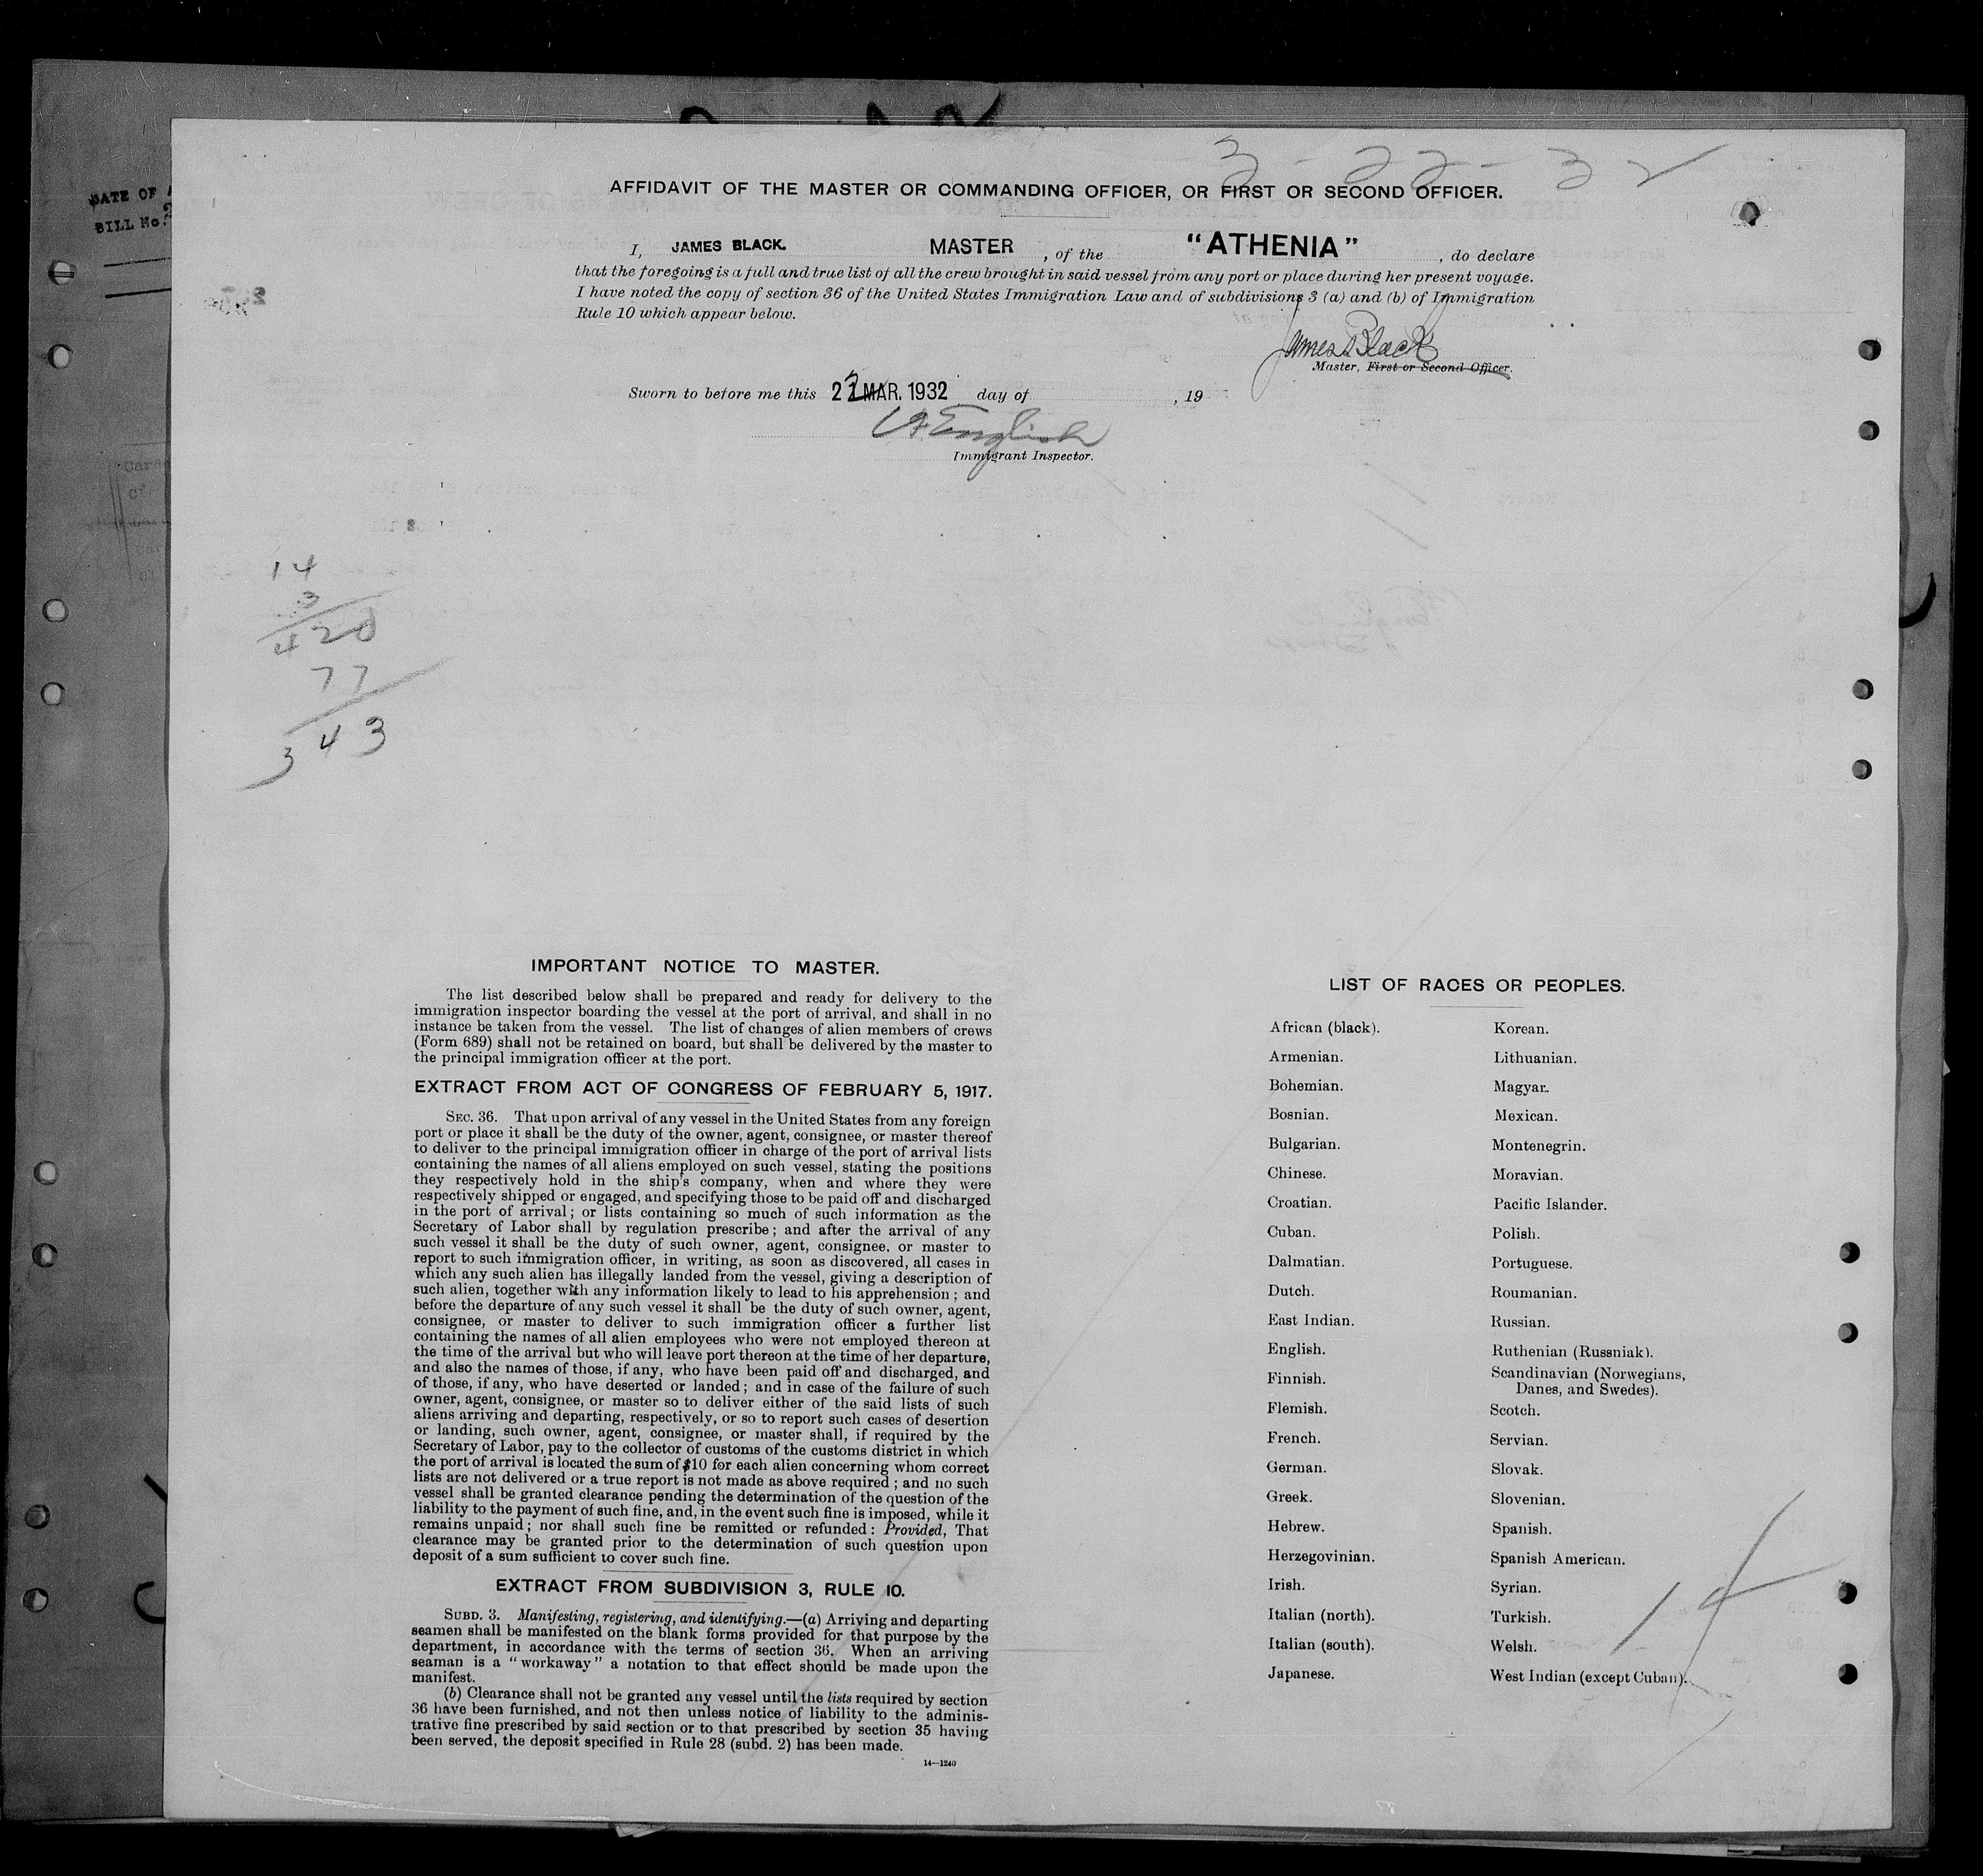 3-22-32
DATE OF
BILL No.
AFFIDAVIT OF THE MASTER OR COMMANDING OFFICER, OR FIRST OR SECOND OFFICER.
I, JAMES BLACK. MASTER, of the "ATHENIA", do declare
that the foregoing is a full and true list of all the crew brought in said vessel from any port or place during her present voyage.
I have noted the copy of section 36 of the United States Immigration Law and of subdivisions 3 (a) and (b) of Immigration
Rule 10 which appear below.
James Black
Master, First or Second Officer.
Sworn to before me this 22 MAR. 1932 day of , 19
English
Immigrant Inspector.
14
3
420
77
343
IMPORTANT NOTICE TO MASTER.
The list described below shall be prepared and ready for delivery to the
immigration inspector boarding the vessel at the port of arrival, and shall in no
instance be taken from the vessel. The list of changes of alien members of crews
(Form 689) shall not be retained on board, but shall be delivered by the master to
the principal immigration officer at the port.
EXTRACT FROM ACT OF CONGRESS OF FEBRUARY 5, 1917.
SEC. 36. That upon arrival of any vessel in the United States from any foreign
port or place it shall be the duty of the owner, agent, consignee, or master thereof
to deliver to the principal immigration officer in charge of the port of arrival lists
containing the names of all aliens employed on such vessel, stating the positions
they respectively hold in the ship's company, when and where they were
respectively shipped or engaged, and specifying those to be paid off and discharged
in the port of arrival; or lists containing so much of such information as the
Secretary of Labor shall by regulation prescribe; and after the arrival of any
such vessel it shall be the duty of such owner, agent, consignee, or master to
report to such immigration officer, in writing, as soon as discovered, all cases in
which any such alien has illegally landed from the vessel, giving a description of
such alien, together with any information likely to lead to his apprehension; and
before the departure of any such vessel it shall be the duty of such owner, agent,
consignee, or master to deliver to such immigration officer a further list
containing the names of all alien employees who were not employed thereon at
the time of the arrival but who will leave port thereon at the time of her departure,
and also the names of those, if any, who have been paid off and discharged, and
of those, if any, who have deserted or landed; and in case of the failure of such
owner, agent, consignee, or master so to deliver either of the said lists of such
aliens arriving and departing, respectively, or so to report such cases of desertion
or landing, such owner, agent, consignee, or master shall, if required by the
Secretary of Labor, pay to the collector of customs of the customs district in which
the port of arrival is located the sum of $10 for each alien concerning whom correct
lists are not delivered or a true report is not made as above required; and no such
vessel shall be granted clearance pending the determination of the question of the
liability to the payment of such fine, and, in the event such fine is imposed, while it
remains unpaid; nor shall such fine be remitted or refunded: Provided, That
clearance may be granted prior to the determination of such question upon
deposit of a sum sufficient to cover such fine.
EXTRACT FROM SUBDIVISION 3, RULE 10.
SUBD. 3. Manifesting, registering, and identifying.—(a) Arriving and departing
seamen shall be manifested on the blank forms provided for that purpose by the
department, in accordance with the terms of section 36. When an arriving
seaman is a "workaway" a notation to that effect should be made upon the
manifest.
(b) Clearance shall not be granted any vessel until the lists required by section
36 have been furnished, and not then unless notice of liability to the adminis-
trative fine prescribed by said section or to that prescribed by section 35 having
been served, the deposit specified in Rule 28 (subd. 2) has been made.
14—1240
LIST OF RACES OR PEOPLES.
African (black).
Armenian.
Bohemian.
Bosnian.
Bulgarian.
Chinese.
Croatian.
Cuban.
Dalmatian.
Dutch.
East Indian.
English.
Finnish.
Flemish.
French.
German.
Greek.
Hebrew.
Herzegovinian.
Irish.
Italian (north).
Italian (south).
Japanese.
Korean.
Lithuanian.
Magyar.
Mexican.
Montenegrin.
Moravian.
Pacific Islander.
Polish.
Portuguese.
Roumanian.
Russian.
Ruthenian (Russniak).
Scandinavian (Norwegians,
Danes, and Swedes).
Scotch.
Servian.
Slovak.
Slovenian.
Spanish.
Spanish American.
Syrian.
Turkish.
Welsh.
West Indian (except Cuban).
14